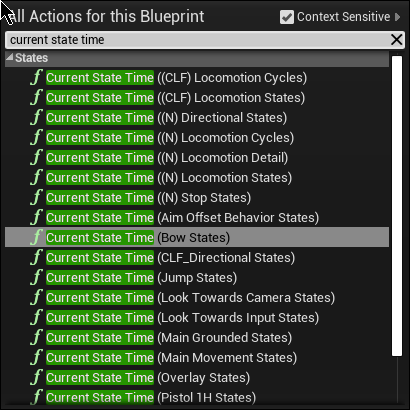 All Actions for this Blueprint
Context Sensitive
current state time
States
Current State Time ((CLF) Locomotion Cycles)
Current State Time ((CLF) Locomotion States)
Current State Time ((N) Directional States)
Current State Time ((N) Locomotion Cycles)
Current State Time ((N) Locomotion Detail)
Current State Time ((N) Locomotion States)
Current State Time ((N) Stop States)
Current State Time (Aim Offset Behavior States)
Current State Time (Bow States)
Current State Time (CLF_Directional States)
Current State Time (Jump States)
Current State Time (Look Towards Camera States)
Current State Time (Look Towards Input States)
Current State Time (Main Grounded States)
Current State Time (Main Movement States)
Current State Time (Overlay States)
Current State Time (Pistol 1H States)